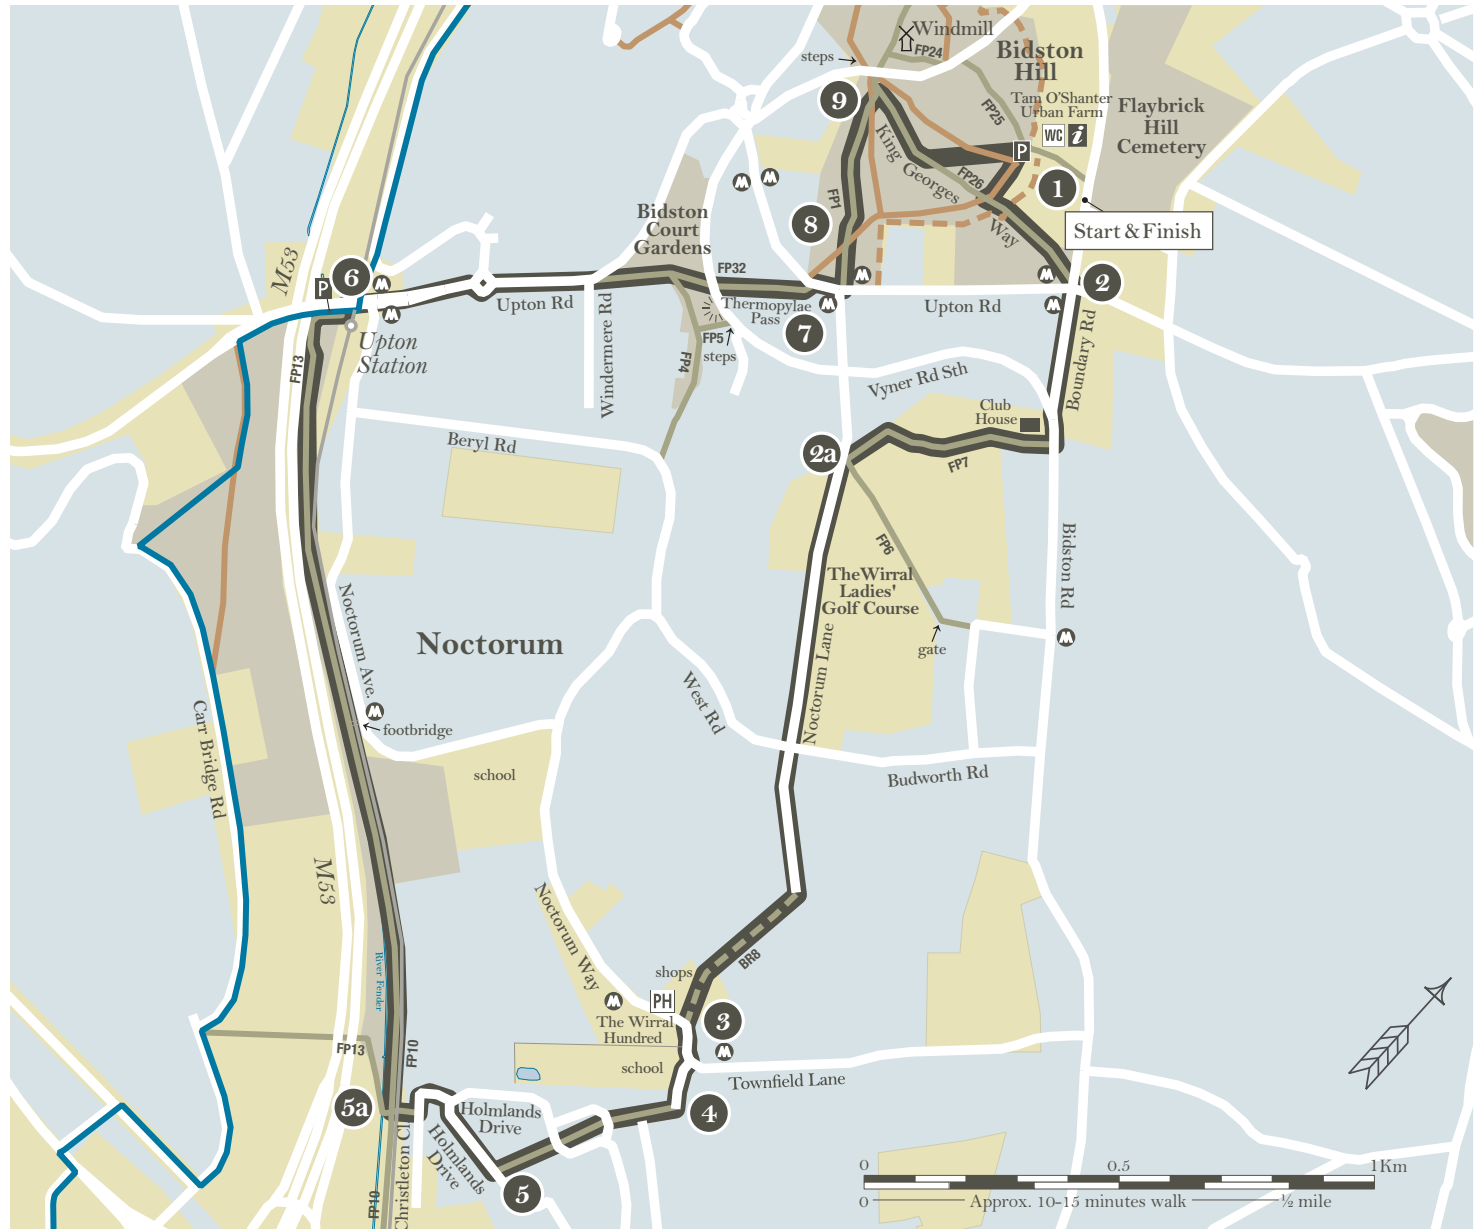 Windmill
FP24
steps
Bidston
Hill
9
FP25
Tam O'Shanter
Urban Farm
WC
i
Flaybrick
Hill
Cemetery
King
Georges
Way
P
FP26
1
FP1
8
Start & Finish
Bidston
Court
Gardens
M53
6
P
FP32
2
Upton Rd
Thermopylae
Pass
Upton Rd
7
Windermere Rd
FP5
steps
FP4
Upton
Station
FP13
Boundary Rd
Vyner Rd Sth
Club
House
Beryl Rd
2a
FP7
FP6
Bidston Rd
The Wirral
Ladies'
Golf Course
Noctorum Ave.
Noctorum
gate
Noctorum Lane
West Rd
Carr Bridge Rd
footbridge
school
Budworth Rd
M53
Noctorum Way
River Fender
shops
BR8
PH
3
The Wirral
Hundred
FP13
FP10
school
Townfield Lane
5a
4
Holmlands
Drive
Holmlands
Drive
Christleton Cl
5
FP10
0
0.5
1Km
0
Approx. 10-15 minutes walk
½ mile